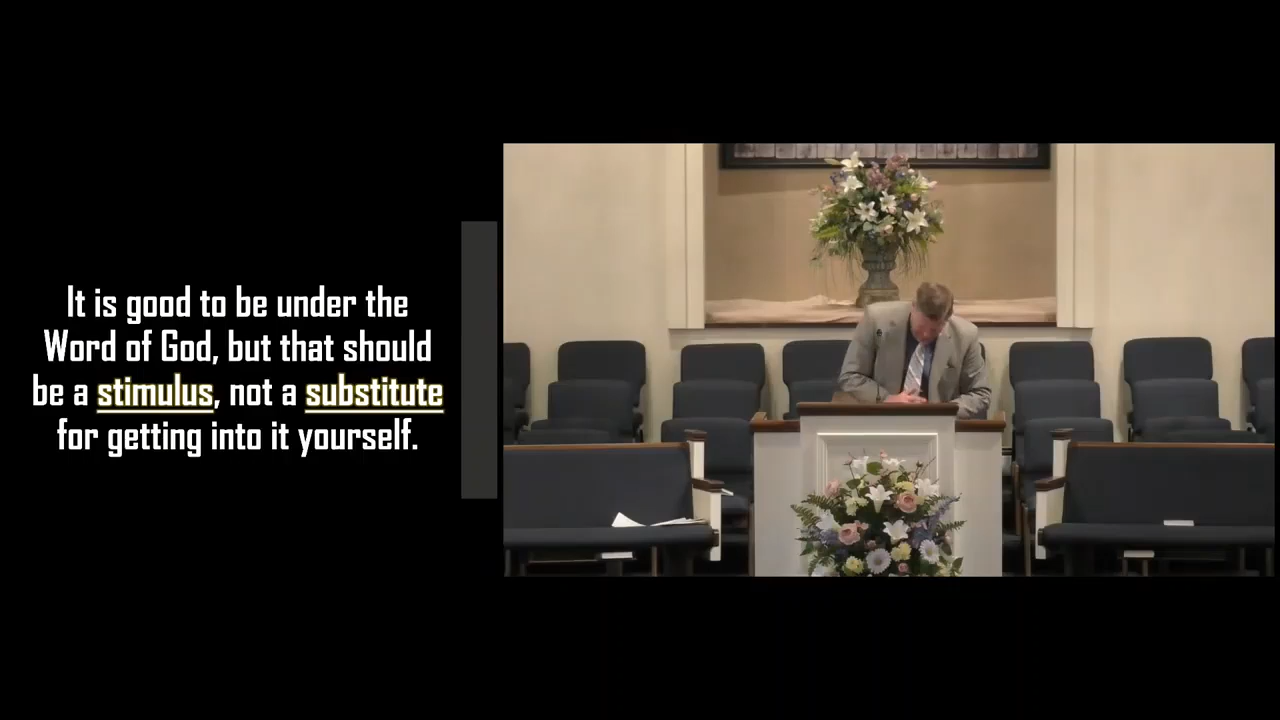 It is good to be under the
Word of God, but that should
be a stimulus, not a substitute
for getting into it yourself.